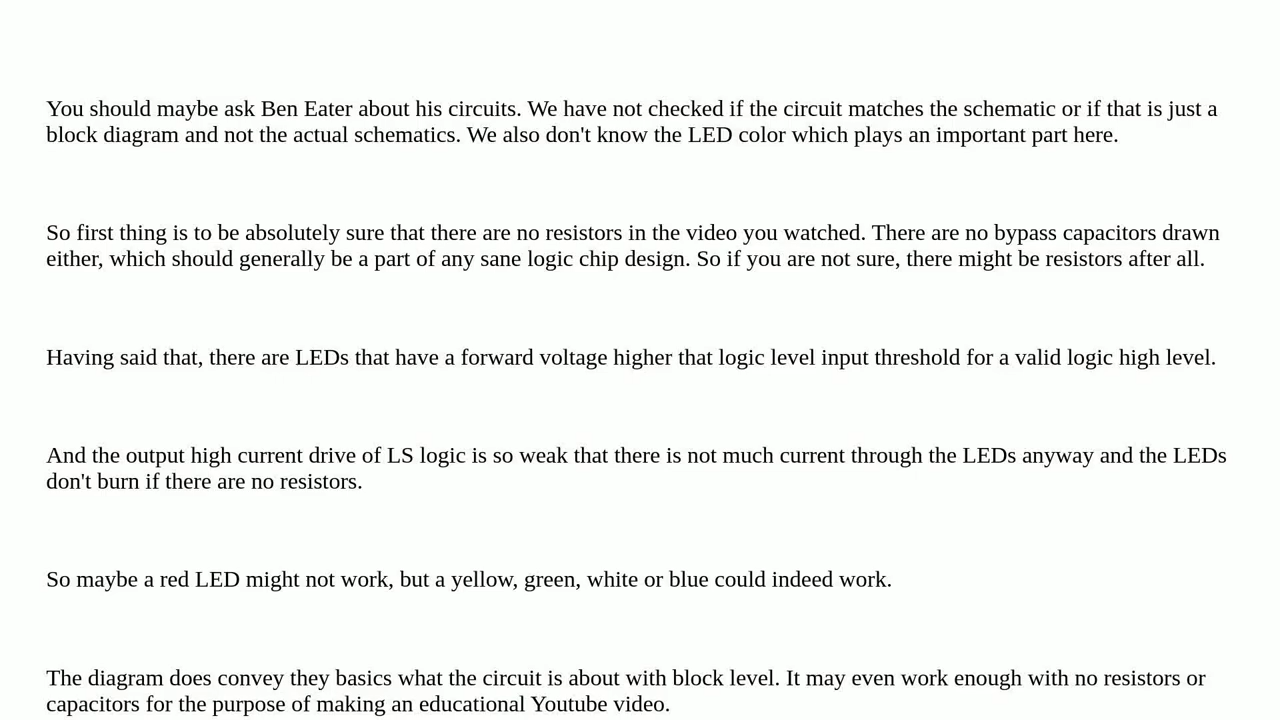 You should maybe ask Ben Eater about his circuits. We have not checked if the circuit matches the schematic or if that is just a
block diagram and not the actual schematics. We also don't know the LED color which plays an important part here.
So first thing is to be absolutely sure that there are no resistors in the video you watched. There are no bypass capacitors drawn
either, which should generally be a part of any sane logic chip design. So if you are not sure, there might be resistors after all.
Having said that, there are LEDs that have a forward voltage higher that logic level input threshold for a valid logic high level.
And the output high current drive of LS logic is so weak that there is not much current through the LEDs anyway and the LEDs
don't burn if there are no resistors.
So maybe a red LED might not work, but a yellow, green, white or blue could indeed work.
The diagram does convey they basics what the circuit is about with block level. It may even work enough with no resistors or
capacitors for the purpose of making an educational Youtube video.